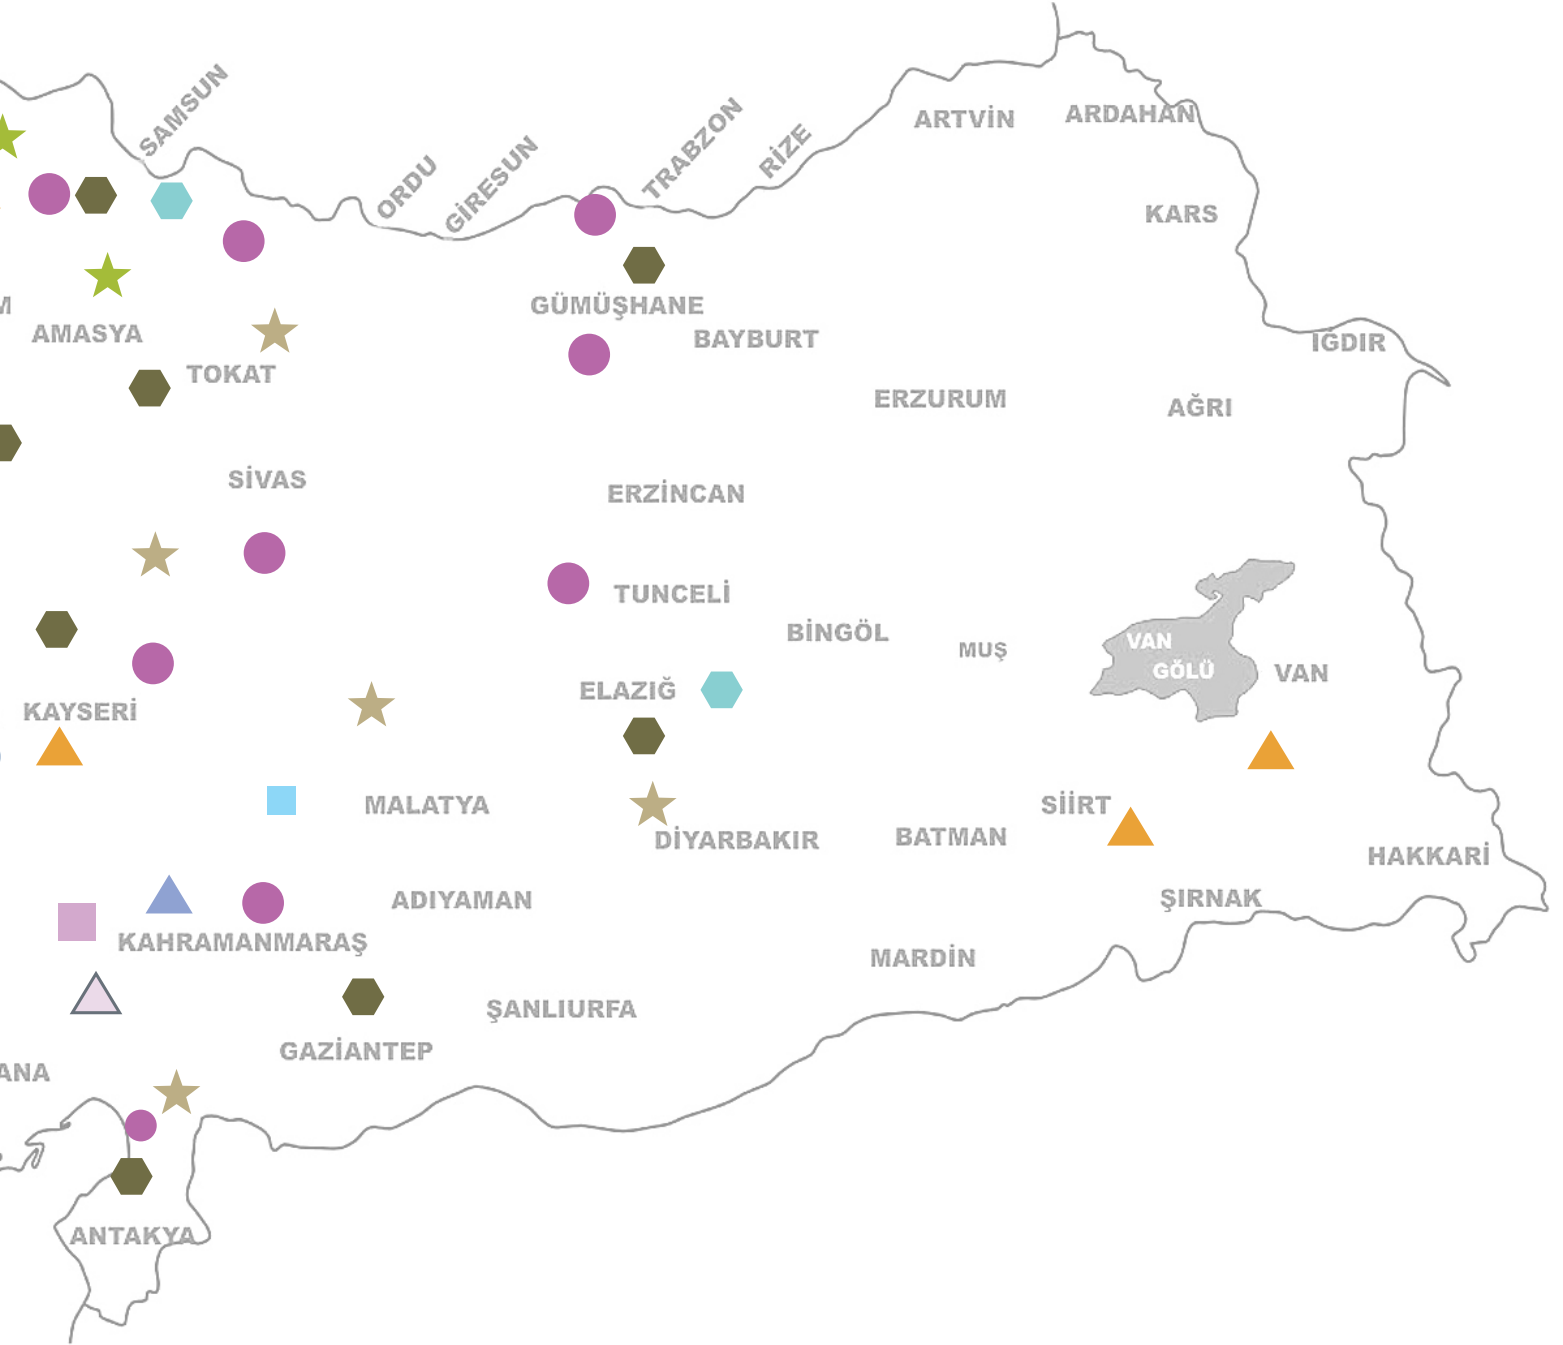 SAMSUN
ORDU
GİRESUN
TRABZON
RİZE
ARTVİN
ARDAHAN
KARS
M
AMASYA
GÜMÜŞHANE
BAYBURT
IĞDIR
TOKAT
ERZURUM
AĞRI
SİVAS
ERZİNCAN
TUNCELİ
BİNGÖL
MUŞ
VAN
GÖLÜ
VAN
KAYSERİ
ELAZIĞ
MALATYA
DİYARBAKIR
BATMAN
SİİRT
HAKKARİ
ADIYAMAN
ŞIRNAK
KAHRAMANMARAŞ
MARDİN
ŞANLIURFA
GAZİANTEP
ANA
ANTAKYA